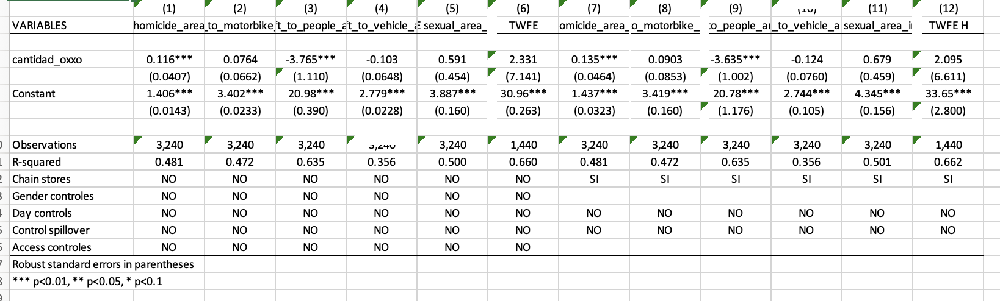 (1) (2) (3) (4) (5) (6) (7) (8) (9) (10) (11) (12)
VARIABLES homicide_area _to_motorbike_ ft_to_people_a ft_to_vehicle_a sexual_area_ TWFE omicide_area_ o_motorbike_ to_people_ar _to_vehicle_a sexual_area_i TWFE H
cantidad_oxxo 0.116*** 0.0764 -3.765*** -0.103 0.591 2.331 0.135*** 0.0903 -3.635*** -0.124 0.679 2.095
(0.0407) (0.0662) (1.110) (0.0648) (0.454) (7.141) (0.0464) (0.0853) (1.002) (0.0760) (0.459) (6.611)
Constant 1.406*** 3.402*** 20.98*** 2.779*** 3.887*** 30.96*** 1.437*** 3.419*** 20.78*** 2.744*** 4.345*** 33.65***
(0.0143) (0.0233) (0.390) (0.0228) (0.160) (0.263) (0.0323) (0.160) (1.176) (0.105) (0.156) (2.800)
Observations 3,240 3,240 3,240 3,240 3,240 1,440 3,240 3,240 3,240 3,240 3,240 1,440
R-squared 0.481 0.472 0.635 0.356 0.500 0.660 0.481 0.472 0.635 0.356 0.501 0.662
Chain stores NO NO NO NO NO NO SI SI SI SI SI SI
Gender controles NO NO NO NO NO NO
Day controls NO NO NO NO NO NO NO NO NO NO NO NO
Control spillover NO NO NO NO NO NO NO NO NO NO NO NO
Access controles NO NO NO NO NO NO
Robust standard errors in parentheses
*** p<0.01, ** p<0.05, * p<0.1